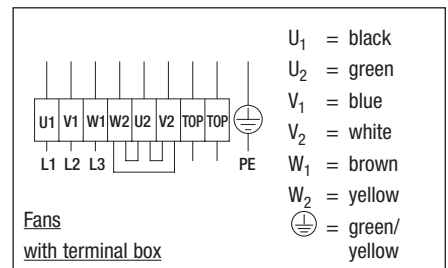 U1 V1 W1 W2 U2 V2 TOP TOP
L1 L2 L3 PE
Fans
with terminal box
U₁ = black
U₂ = green
V₁ = blue
V₂ = white
W₁ = brown
W₂ = yellow
= green/
yellow